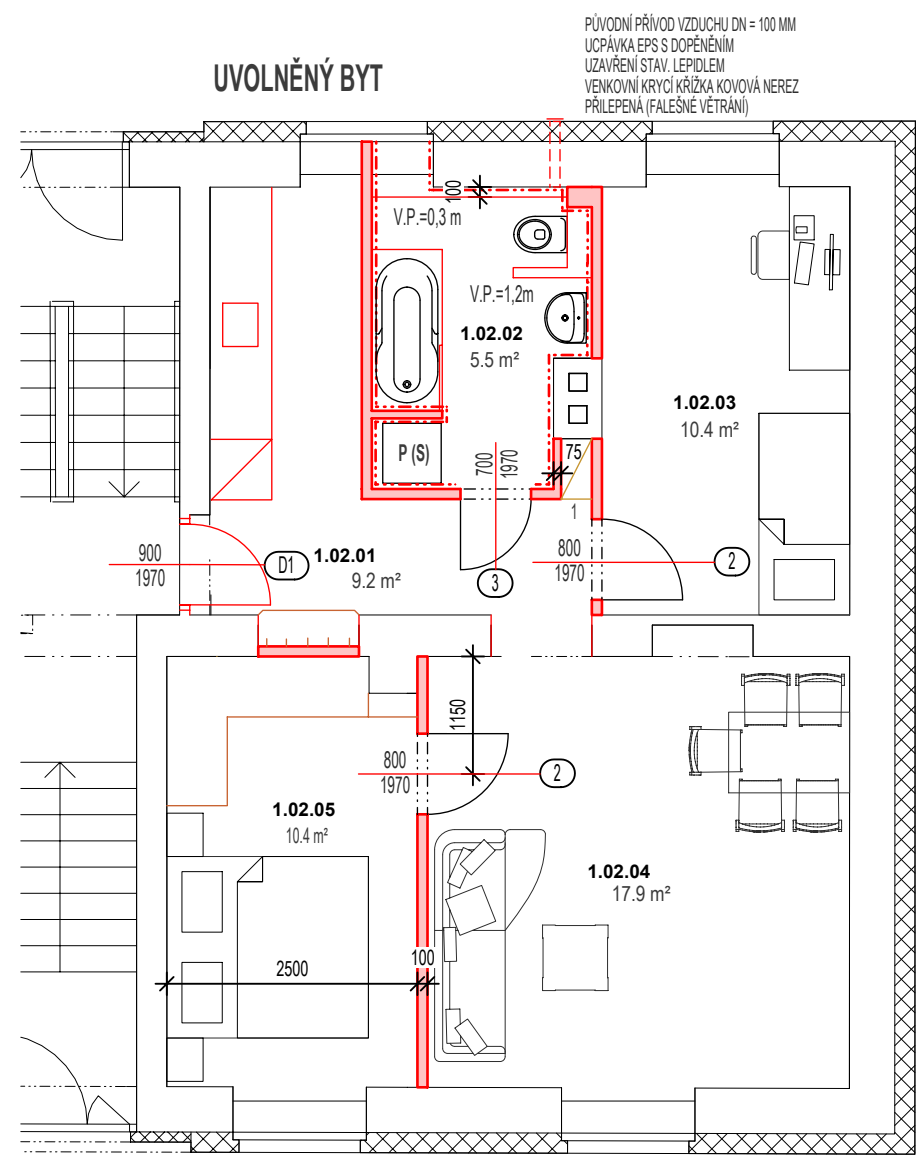 PŮVODNÍ PŘÍVOD VZDUCHU DN = 100 MM
UCPÁVKA EPS S DOPĚNĚNÍM
UZAVŘENÍ STAV. LEPIDLEM
VENKOVNÍ KRYCÍ KŘÍŽKA KOVOVÁ NEREZ
PŘILEPENÁ (FALEŠNÉ VĚTRÁNÍ)
UVOLNĚNÝ BYT
100
V.P.=0,3 m
V.P.=1,2m
1.02.02
5.5 m²
1.02.03
10.4 m²
P (S)
700
1970
75
1
900
1970
D1
1.02.01
9.2 m²
3
800
1970
2
1150
800
1970
2
1.02.05
10.4 m²
1.02.04
17.9 m²
2500
100